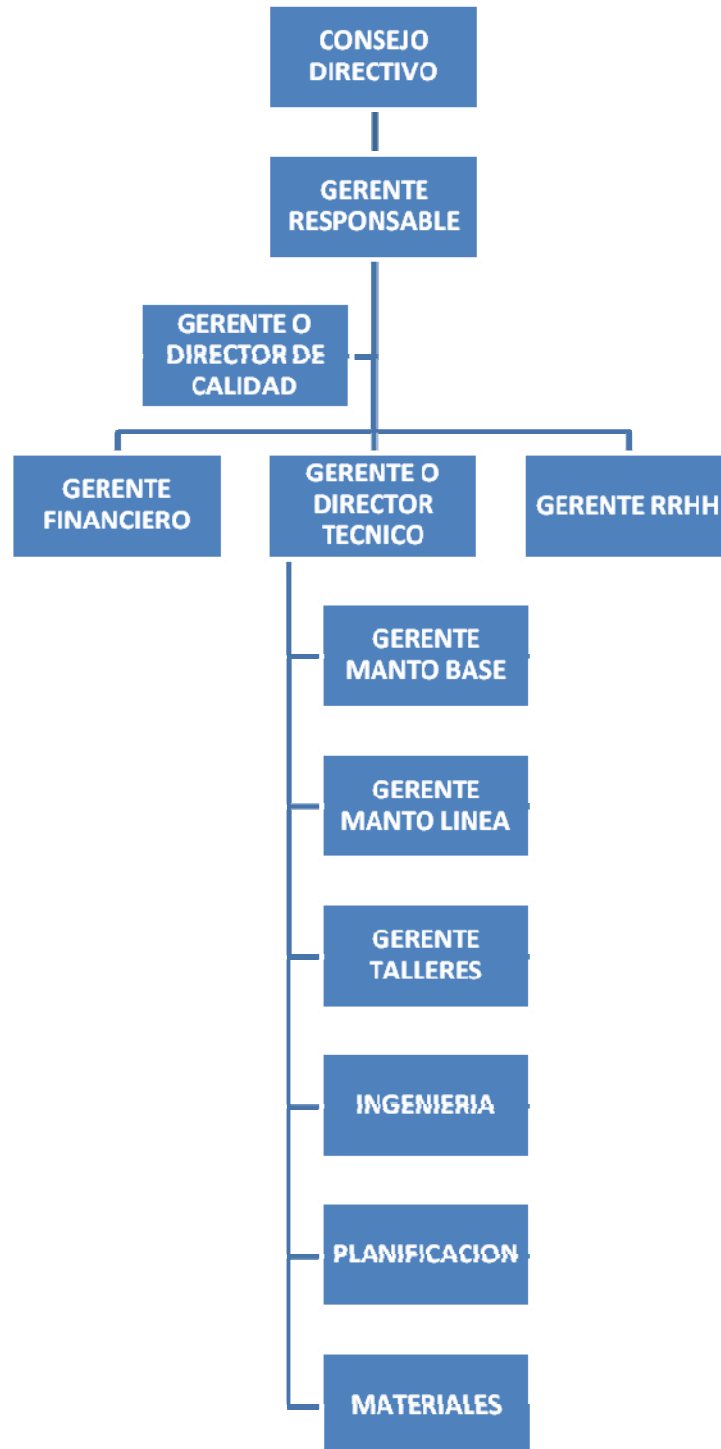 CONSEJO
DIRECTIVO
GERENTE
RESPONSABLE
GERENTE O
DIRECTOR DE
CALIDAD
GERENTE
FINANCIERO
GERENTE O
DIRECTOR
TECNICO
GERENTE RRHH
GERENTE
MANTO BASE
GERENTE
MANTO LINEA
GERENTE
TALLERES
INGENIERIA
PLANIFICACION
MATERIALES